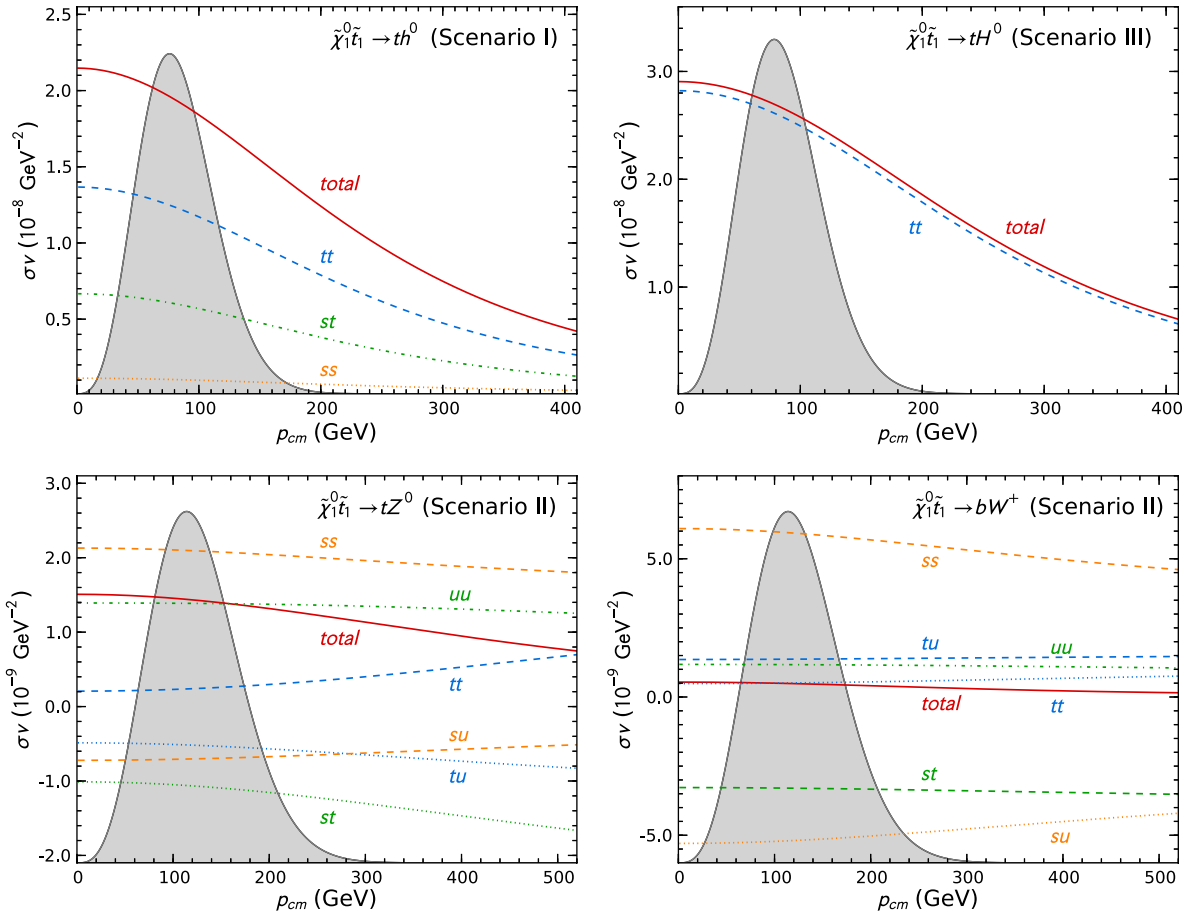 χ̃⁰₁t̃₁→th⁰ (Scenario I)
2.5
2.0
1.5
1.0
0.5
σv (10⁻⁸ GeV⁻²)
total
tt
st
ss
0 100 200 300 400
p_cm (GeV)
χ̃⁰₁t̃₁→tH⁰ (Scenario III)
3.0
2.0
1.0
σv (10⁻⁸ GeV⁻²)
tt
total
0 100 200 300 400
p_cm (GeV)
χ̃⁰₁t̃₁→tZ⁰ (Scenario II)
3.0
2.0
1.0
0.0
-1.0
-2.0
σv (10⁻⁹ GeV⁻²)
ss
uu
total
tt
su
tu
st
0 100 200 300 400 500
p_cm (GeV)
χ̃⁰₁t̃₁→bW⁺ (Scenario II)
5.0
0.0
-5.0
σv (10⁻⁹ GeV⁻²)
ss
tu
uu
total
tt
st
su
0 100 200 300 400 500
p_cm (GeV)